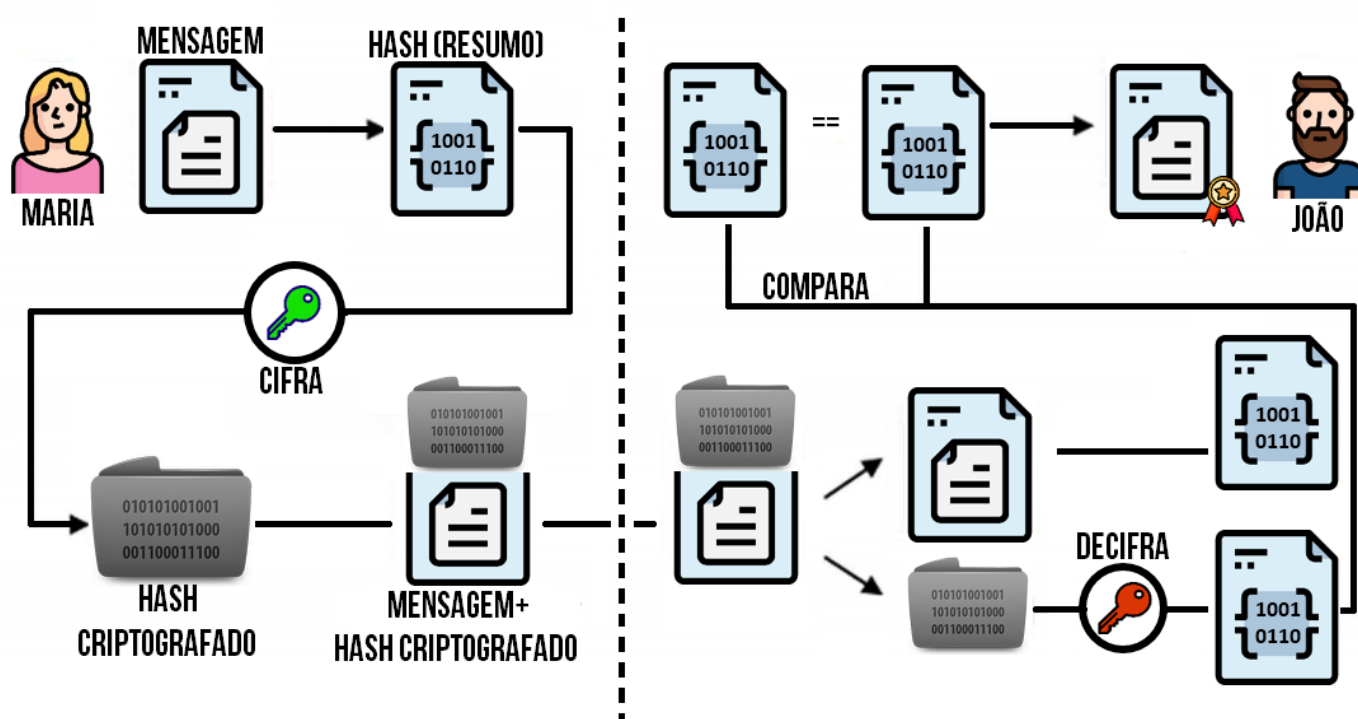 MENSAGEM
HASH (RESUMO)
1001
0110
MARIA
CIFRA
010101001001
101010101000
001100011100
HASH
CRIPTOGRAFADO
010101001001
101010101000
001100011100
MENSAGEM+
HASH CRIPTOGRAFADO
1001
0110
==
1001
0110
JOÃO
COMPARA
010101001001
101010101000
001100011100
1001
0110
010101001001
101010101000
001100011100
DECIFRA
1001
0110